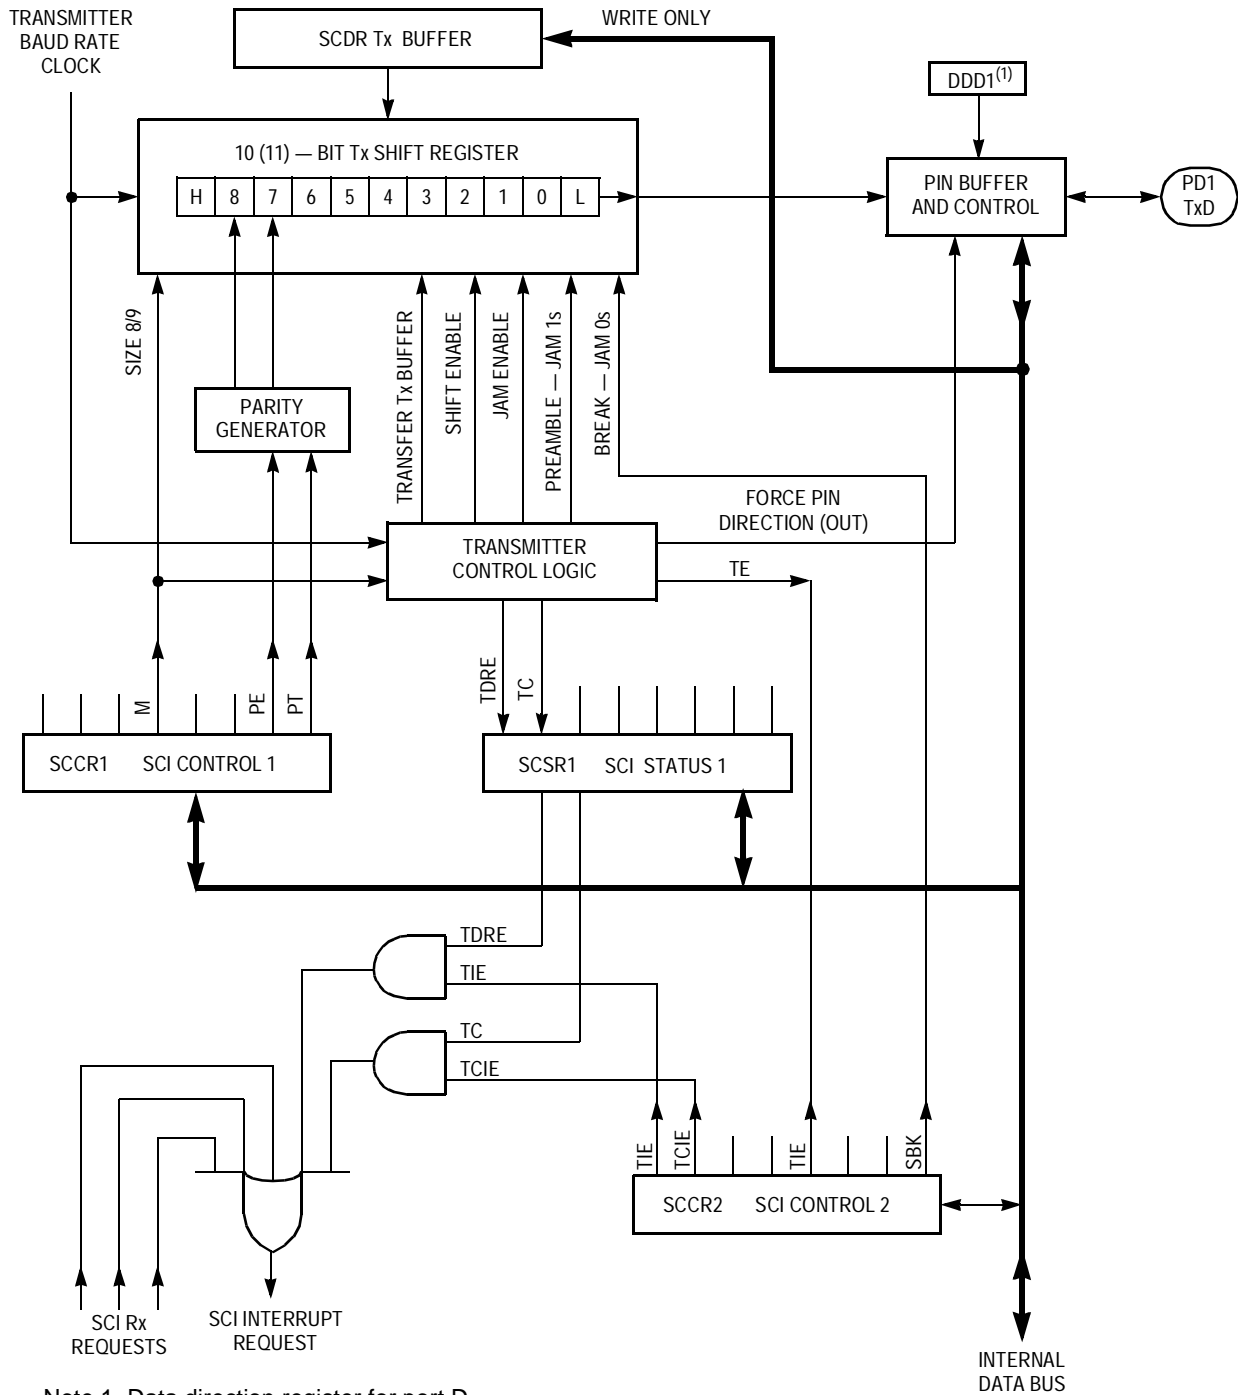 TRANSMITTER
BAUD RATE
CLOCK
SCDR Tx BUFFER
WRITE ONLY
DDD1(1)
10 (11) — BIT Tx SHIFT REGISTER
H 8 7 6 5 4 3 2 1 0 L
PIN BUFFER
AND CONTROL
PD1
TxD
SIZE 8/9
TRANSFER Tx BUFFER
SHIFT ENABLE
JAM ENABLE
PREAMBLE — JAM 1s
BREAK — JAM 0s
PARITY
GENERATOR
FORCE PIN
DIRECTION (OUT)
TRANSMITTER
CONTROL LOGIC
TE
TDRE
TC
M
PE
PT
SCCR1 SCI CONTROL 1
SCSR1 SCI STATUS 1
TDRE
TIE
TC
TCIE
TIE
TCIE
TIE
SBK
SCCR2 SCI CONTROL 2
SCI Rx
REQUESTS
SCI INTERRUPT
REQUEST
INTERNAL
DATA BUS
Note 1. Data direction register for port D